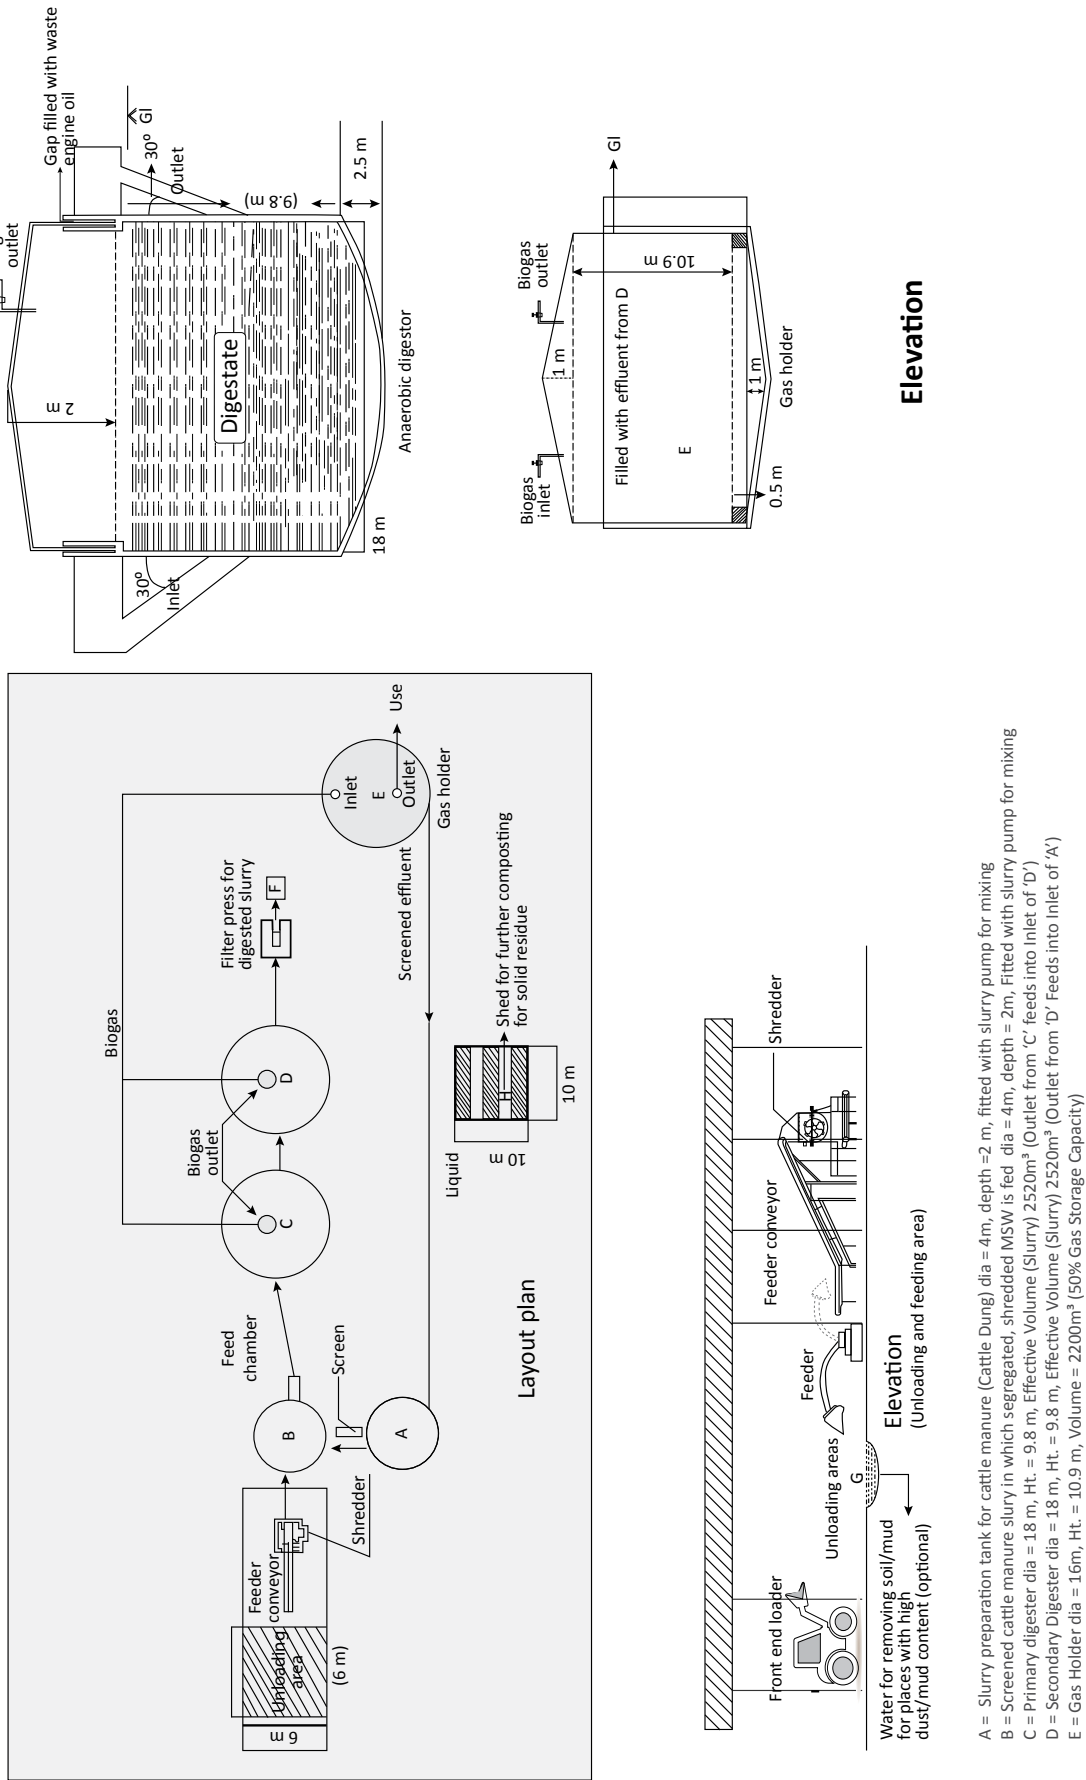 Unloading
area
(6 m)
6 m
Feeder
conveyor
Shredder
B
A
Screen
Feed
chamber
C
Biogas
outlet
D
Biogas
Filter press for
digested slurry
F
Inlet
E
Outlet
Use
Gas holder
Screened effluent
Liquid
10 m
10 m
H
Shed for further composting
for solid residue
Layout plan
outlet
Gap filled with waste
engine oil
Gl
2 m
30º
Inlet
30º
Outlet
(9.8 m)
2.5 m
Digestate
18 m
Anaerobic digestor
Biogas
inlet
Biogas
outlet
1 m
Gl
Filled with effluent from D
10.9 m
E
1 m
0.5 m
Gas holder
Elevation
Front end loader
Unloading areas
Feeder
Feeder conveyor
Shredder
G
Water for removing soil/mud
for places with high
dust/mud content (optional)
Elevation
(Unloading and feeding area)
A = Slurry preparation tank for cattle manure (Cattle Dung) dia = 4m, depth =2 m, fitted with slurry pump for mixing
B = Screened cattle manure slury in which segregated, shredded MSW is fed dia = 4m, depth = 2m, Fitted with slurry pump for mixing
C = Primary digester dia = 18 m, Ht. = 9.8 m, Effective Volume (Slurry) 2520m³ (Outlet from ‘C’ feeds into Inlet of ‘D’)
D = Secondary Digester dia = 18 m, Ht. = 9.8 m, Effective Volume (Slurry) 2520m³ (Outlet from ‘D’ Feeds into Inlet of ‘A’)
E = Gas Holder dia = 16m, Ht. = 10.9 m, Volume = 2200m³ (50% Gas Storage Capacity)